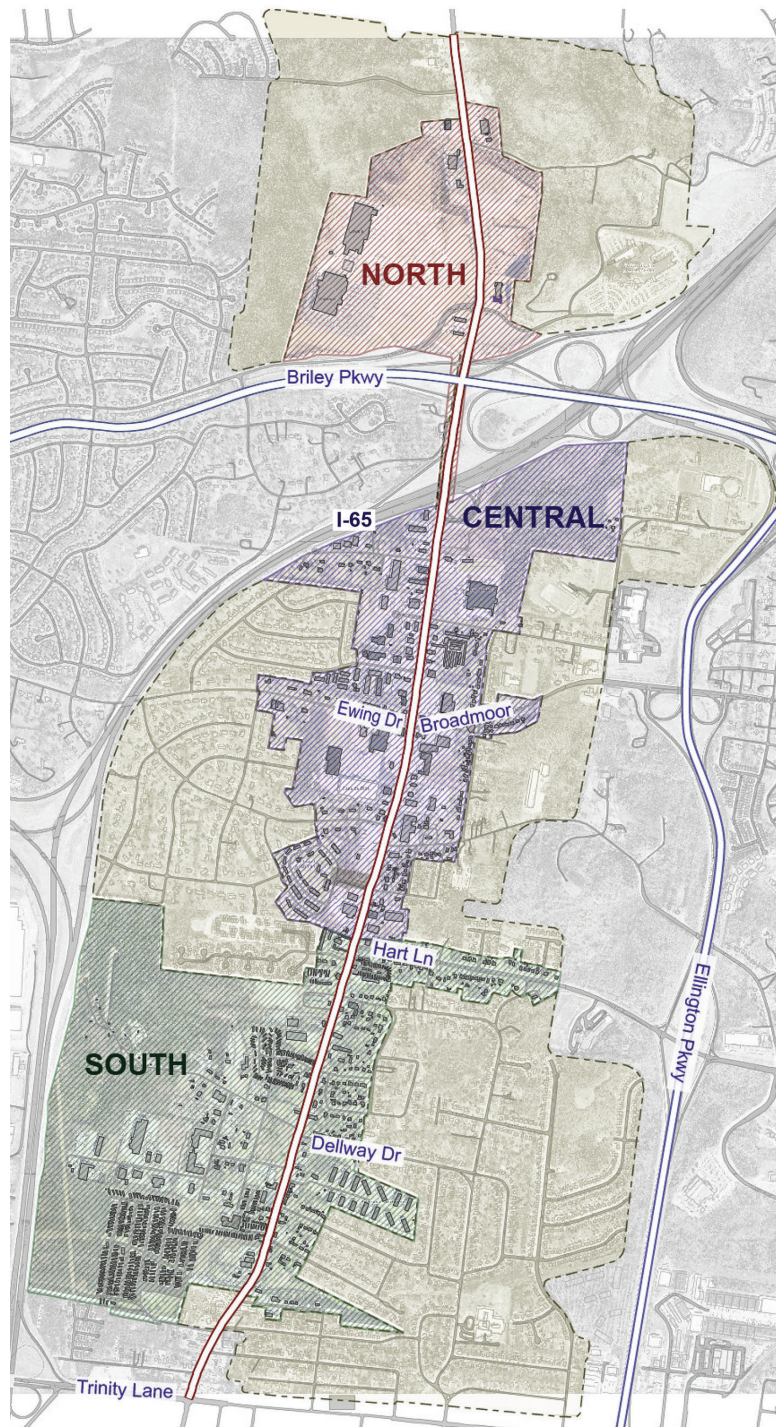 NORTH
Briley Pkwy
I-65
CENTRAL
Ewing Dr
Broadmoor
Hart Ln
Ellington Pkwy
SOUTH
Dellway Dr
Trinity Lane